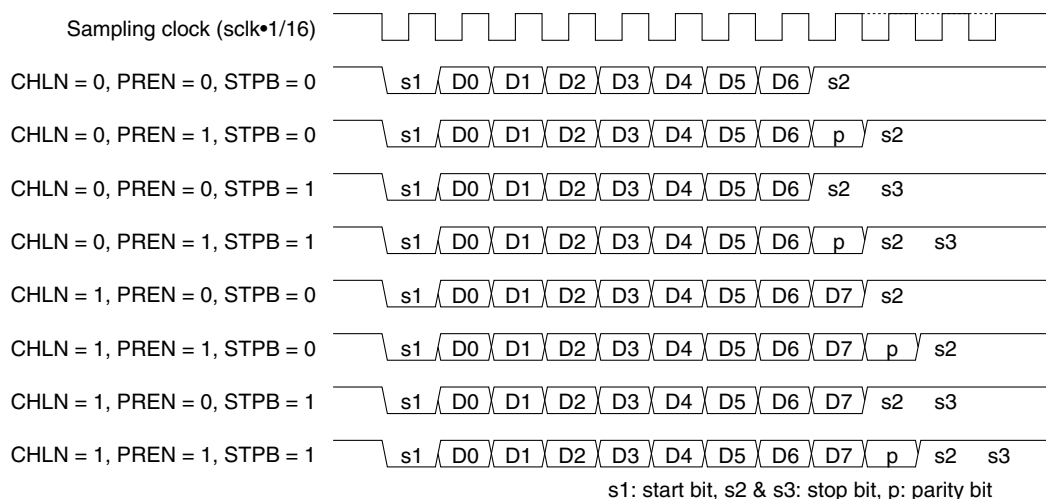 Sampling clock (sclk•1/16)
CHLN = 0, PREN = 0, STPB = 0 s1 D0 D1 D2 D3 D4 D5 D6 s2
CHLN = 0, PREN = 1, STPB = 0 s1 D0 D1 D2 D3 D4 D5 D6 p s2
CHLN = 0, PREN = 0, STPB = 1 s1 D0 D1 D2 D3 D4 D5 D6 s2 s3
CHLN = 0, PREN = 1, STPB = 1 s1 D0 D1 D2 D3 D4 D5 D6 p s2 s3
CHLN = 1, PREN = 0, STPB = 0 s1 D0 D1 D2 D3 D4 D5 D6 D7 s2
CHLN = 1, PREN = 1, STPB = 0 s1 D0 D1 D2 D3 D4 D5 D6 D7 p s2
CHLN = 1, PREN = 0, STPB = 1 s1 D0 D1 D2 D3 D4 D5 D6 D7 s2 s3
CHLN = 1, PREN = 1, STPB = 1 s1 D0 D1 D2 D3 D4 D5 D6 D7 p s2 s3
s1: start bit, s2 & s3: stop bit, p: parity bit